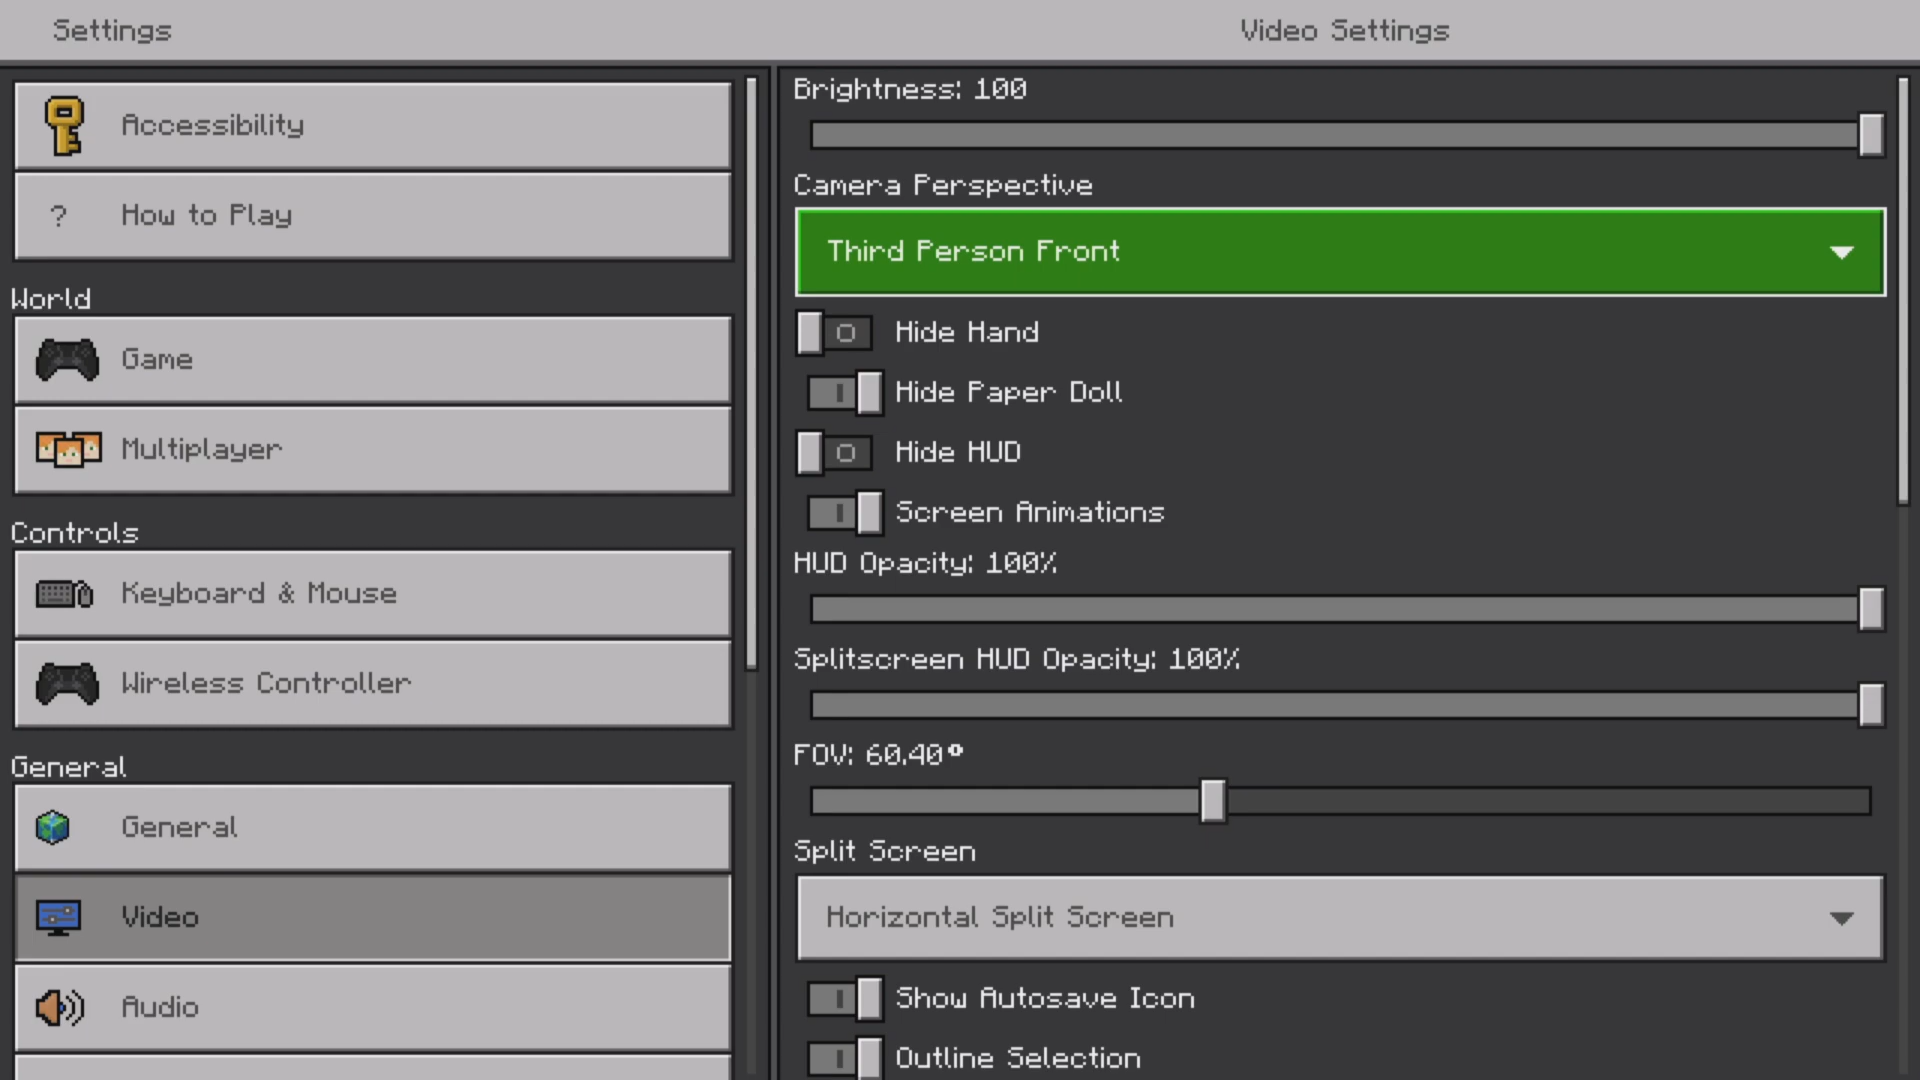 Settings
Video Settings
Accessibility
? How to Play
World
Game
Multiplayer
Controls
Keyboard & Mouse
Wireless Controller
General
General
Video
Audio
Brightness: 100
Camera Perspective
Third Person Front
Hide Hand
Hide Paper Doll
Hide HUD
Screen Animations
HUD Opacity: 100%
Splitscreen HUD Opacity: 100%
FOV: 60.40°
Split Screen
Horizontal Split Screen
Show Autosave Icon
Outline Selection